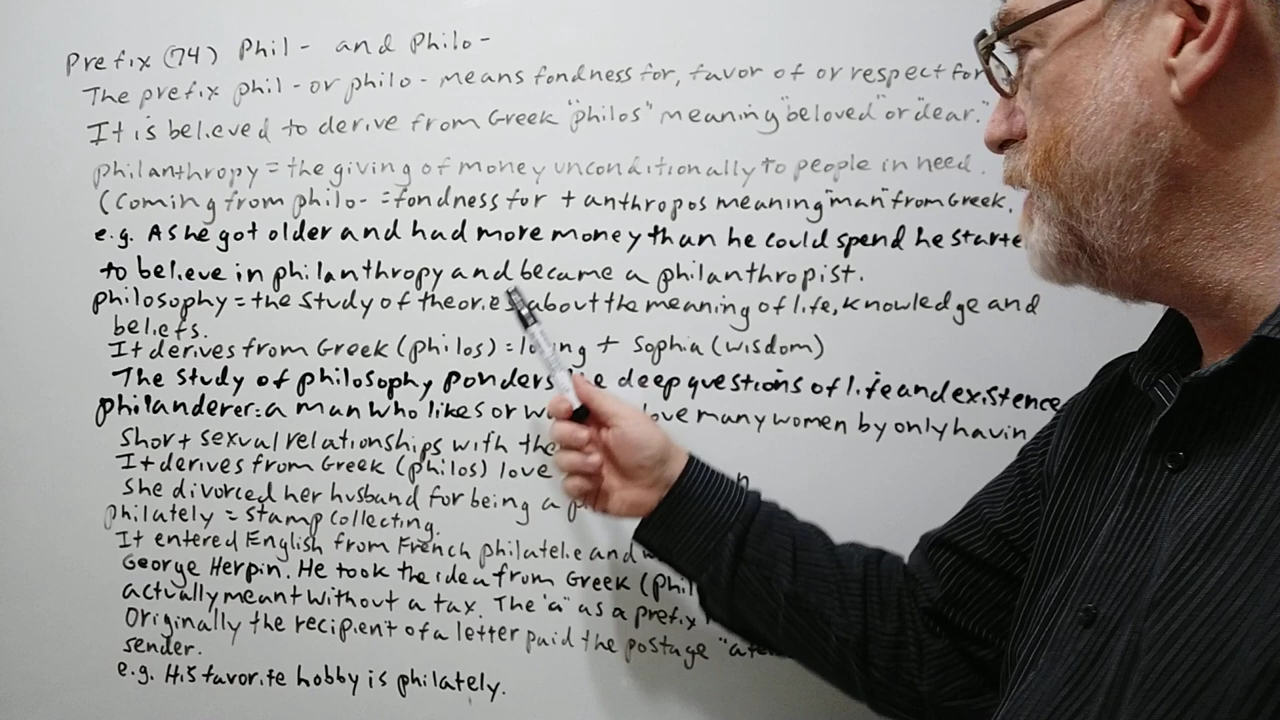 Prefix (74) Phil- and Philo-
The prefix phil- or philo- means fondness for, favor of or respect for
It is believed to derive from Greek "philos" meaning "beloved" or "dear."
philanthropy = the giving of money unconditionally to people in need.
(Coming from philo- = fondness for + anthropos meaning "man" from Greek.
e.g. As he got older and had more money than he could spend he starte
to believe in philanthropy and became a philanthropist.
philosophy = the study of theories about the meaning of life, knowledge and
beliefs.
It derives from Greek (philos) = loving + Sophia (wisdom)
The study of philosophy ponders deep questions of life and existence
philanderer: a man who likes or love many women by only havin
short sexual relationships with
It derives from Greek (philos) love
She divorced her husband for being a
Philately = stamp collecting.
It entered English from French philatelie and
George Herpin. He took the idea from Greek (phil
actually meant without a tax. The "a" as a prefix
Originally the recipient of a letter paid the postage
sender.
e.g. His favorite hobby is philately.